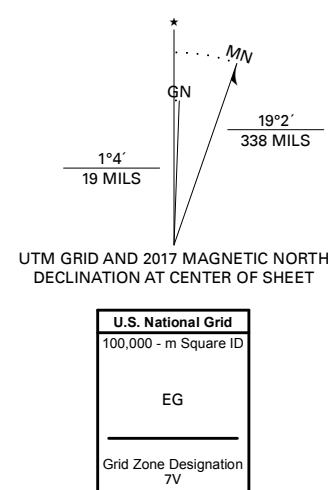 ★
MN
GN
19°2´
338 MILS
1°4´
19 MILS
UTM GRID AND 2017 MAGNETIC NORTH
DECLINATION AT CENTER OF SHEET
U.S. National Grid
100,000 - m Square ID
EG
Grid Zone Designation
7V